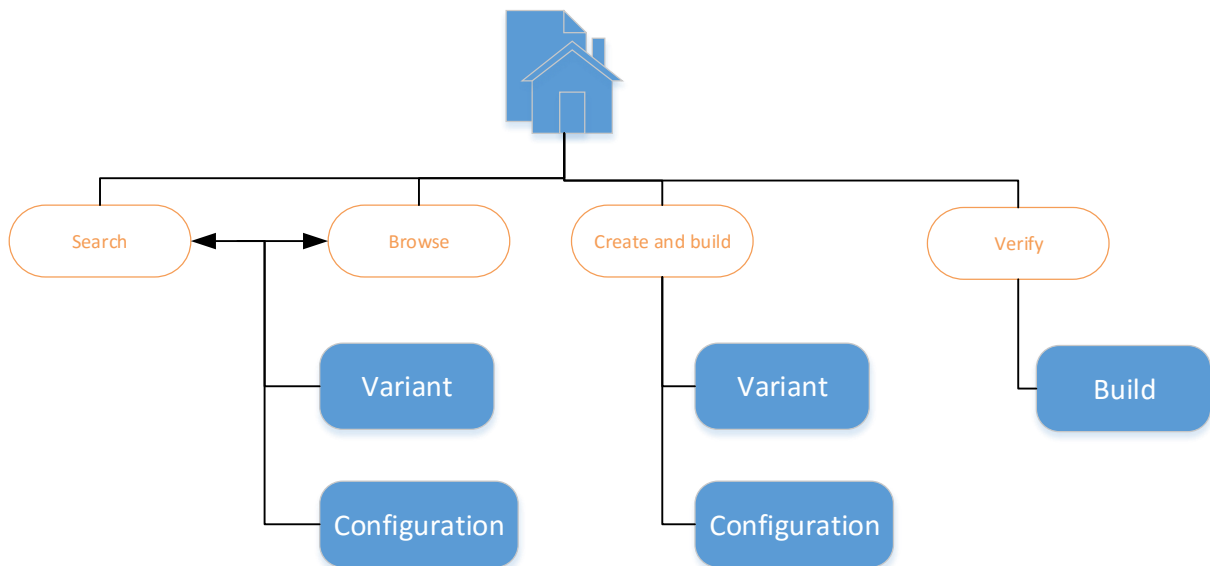 Search
Browse
Create and build
Verify
Variant
Variant
Build
Configuration
Configuration